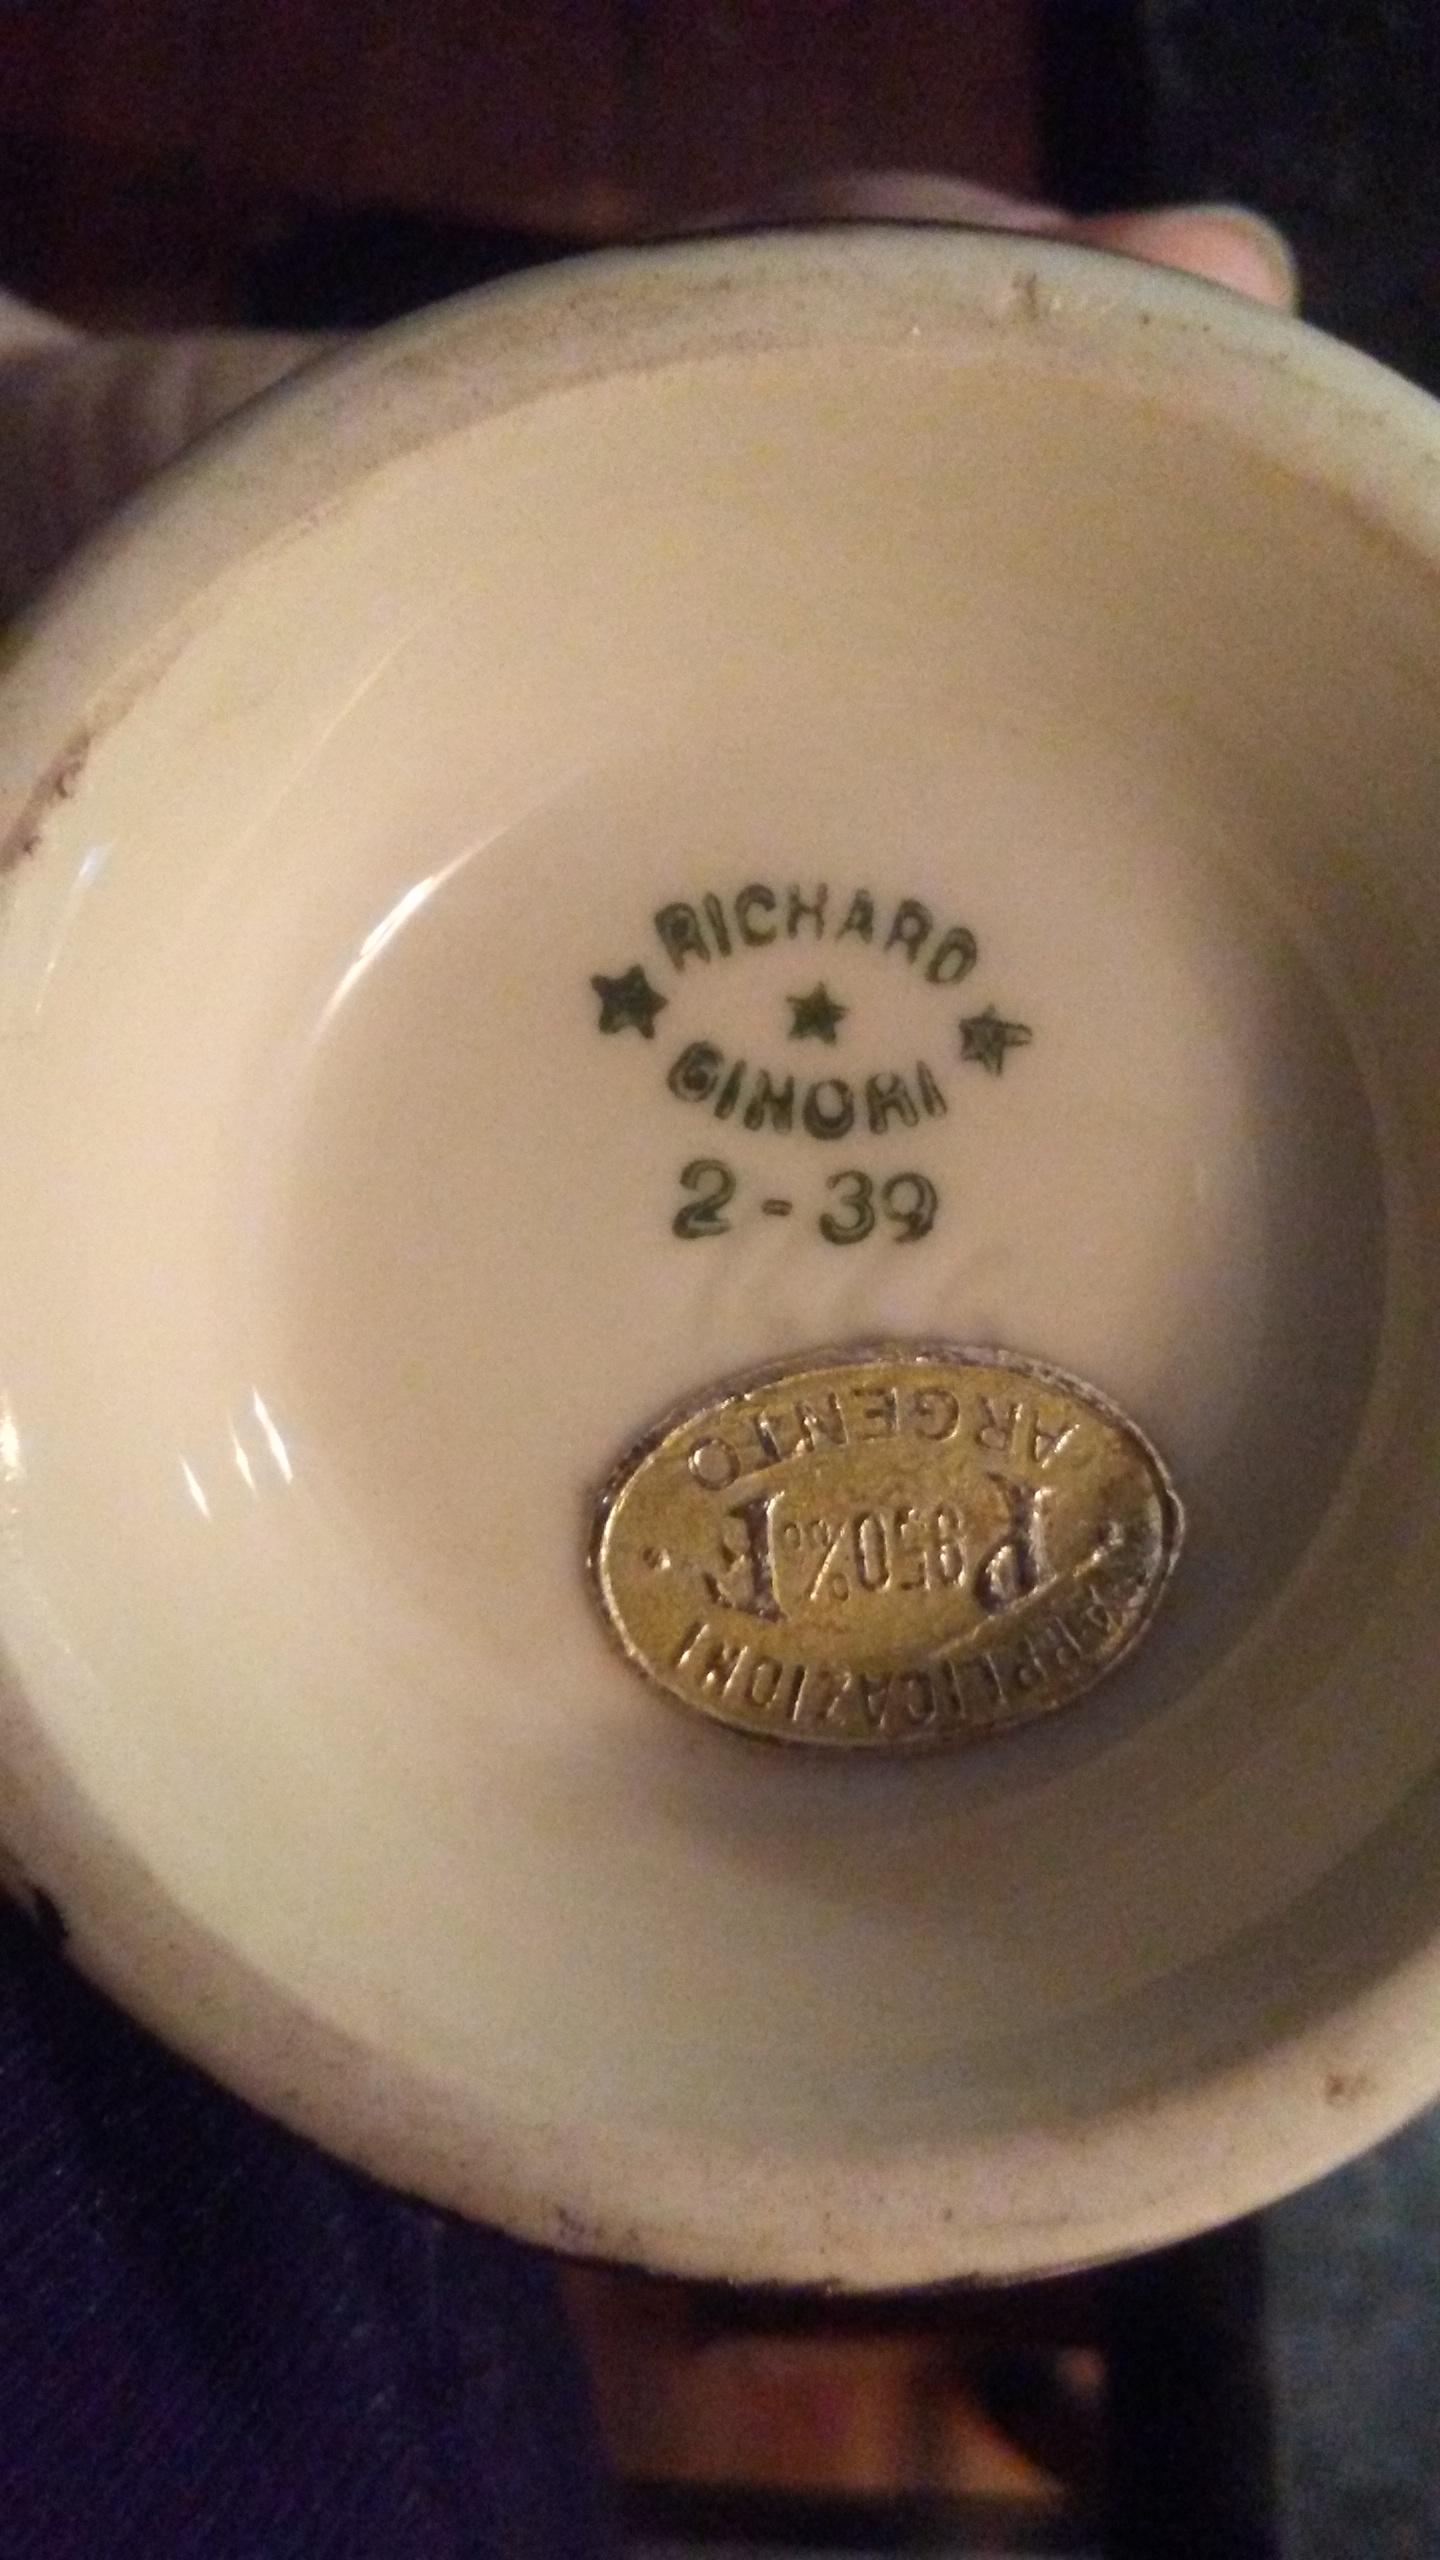 RICHARD
GINORI
2-39
APPLICAZIONI
P 950‰ F
ARGENTO